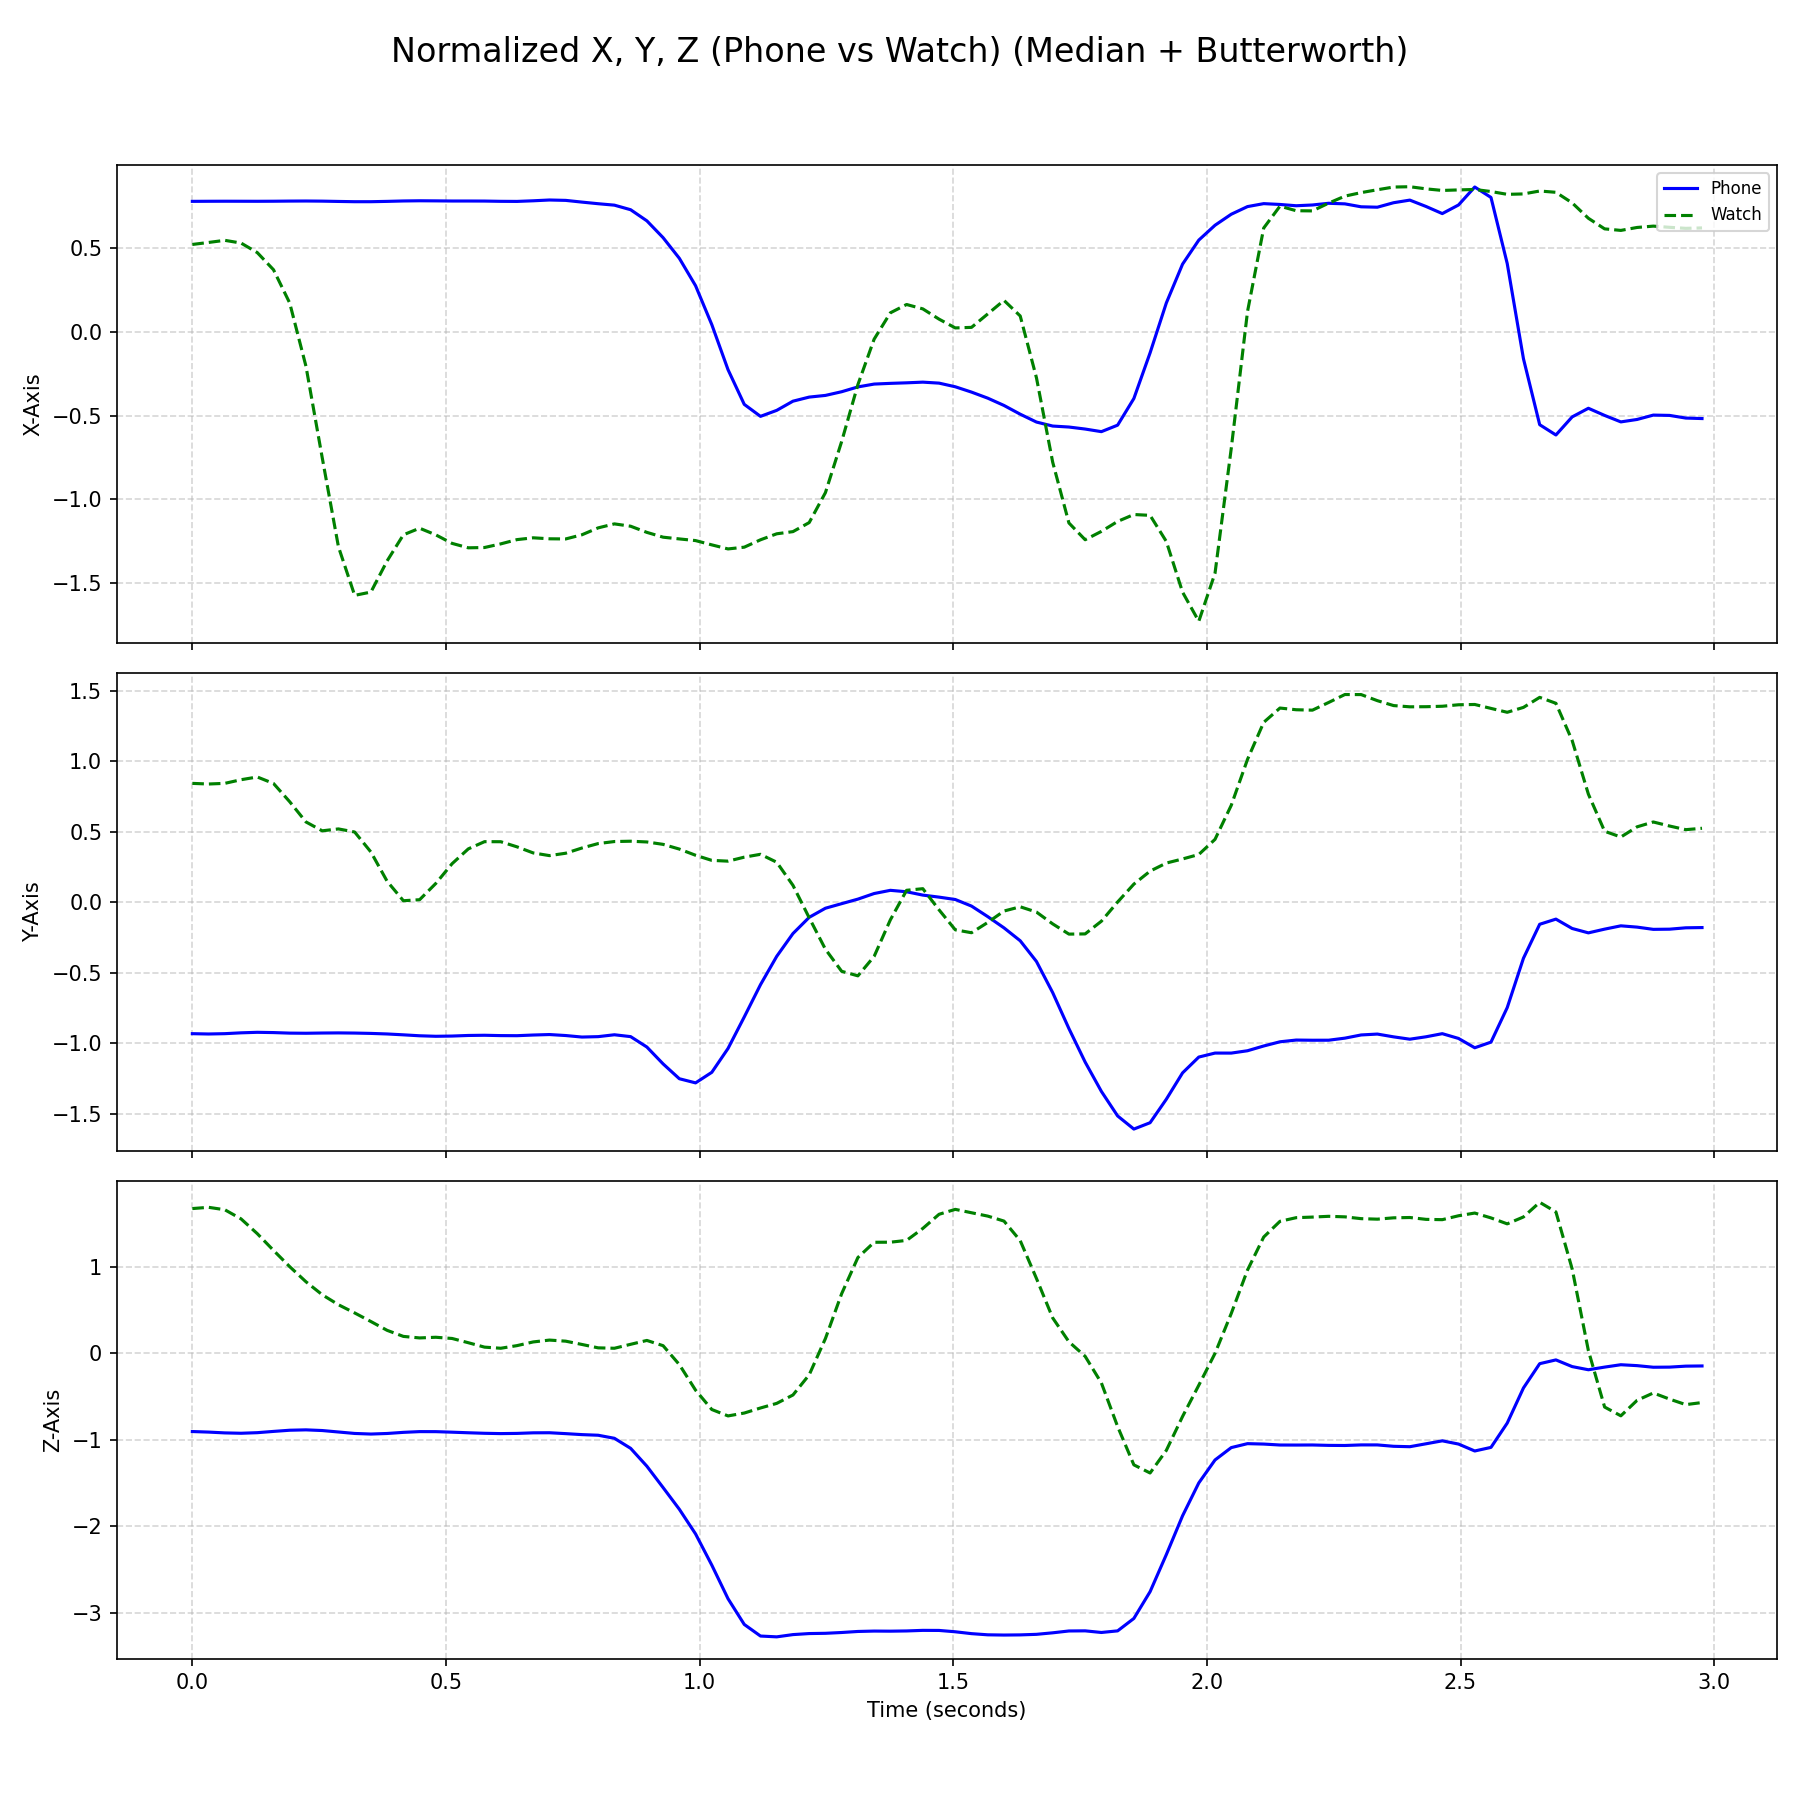 Normalized X, Y, Z (Phone vs Watch) (Median + Butterworth)
Phone
Watch
X-Axis
0.5
0.0
−0.5
−1.0
−1.5
Y-Axis
1.5
1.0
0.5
0.0
−0.5
−1.0
−1.5
Z-Axis
1
0
−1
−2
−3
0.0 0.5 1.0 1.5 2.0 2.5 3.0
Time (seconds)